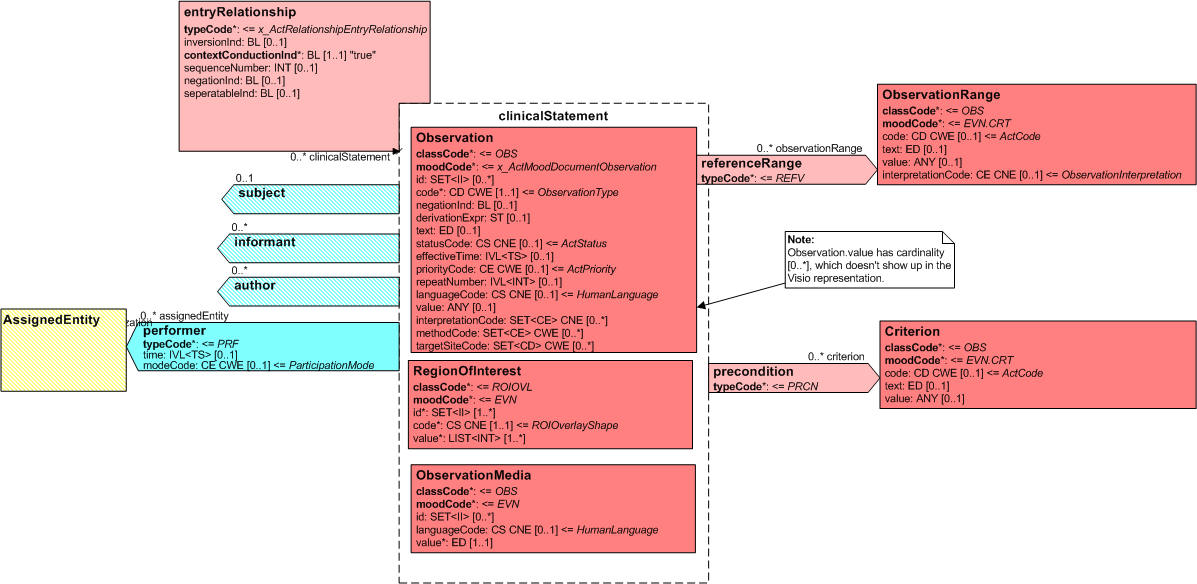 entryRelationship
typeCode*: <= x_ActRelationshipEntryRelationship
inversionInd: BL [0..1]
contextConductionInd*: BL [1..1] "true"
sequenceNumber: INT [0..1]
negationInd: BL [0..1]
seperatableInd: BL [0..1]
0..* clinicalStatement
clinicalStatement
Observation
classCode*: <= OBS
moodCode*: <= x_ActMoodDocumentObservation
id: SET<II> [0..*]
code*: CD CWE [1..1] <= ObservationType
negationInd: BL [0..1]
derivationExpr: ST [0..1]
text: ED [0..1]
statusCode: CS CNE [0..1] <= ActStatus
effectiveTime: IVL<TS> [0..1]
priorityCode: CE CWE [0..1] <= ActPriority
repeatNumber: IVL<INT> [0..1]
languageCode: CS CNE [0..1] <= HumanLanguage
value: ANY [0..1]
interpretationCode: SET<CE> CNE [0..*]
methodCode: SET<CE> CWE [0..*]
targetSiteCode: SET<CD> CWE [0..*]
0..* observationRange
referenceRange
typeCode*: <= REFV
ObservationRange
classCode*: <= OBS
moodCode*: <= EVN.CRT
code: CD CWE [0..1] <= ActCode
text: ED [0..1]
value: ANY [0..1]
interpretationCode: CE CNE [0..1] <= ObservationInterpretation
0..1
subject
0..*
informant
0..*
author
Note:
Observation.value has cardinality
[0..*], which doesn't show up in the
Visio representation.
AssignedEntity
zation
0..* assignedEntity
performer
typeCode*: <= PRF
time: IVL<TS> [0..1]
modeCode: CE CWE [0..1] <= ParticipationMode
RegionOfInterest
classCode*: <= ROIOVL
moodCode*: <= EVN
id*: SET<II> [1..*]
code*: CS CNE [1..1] <= ROIOverlayShape
value*: LIST<INT> [1..*]
0..* criterion
precondition
typeCode*: <= PRCN
Criterion
classCode*: <= OBS
moodCode*: <= EVN.CRT
code: CD CWE [0..1] <= ActCode
text: ED [0..1]
value: ANY [0..1]
ObservationMedia
classCode*: <= OBS
moodCode*: <= EVN
id: SET<II> [0..*]
languageCode: CS CNE [0..1] <= HumanLanguage
value*: ED [1..1]